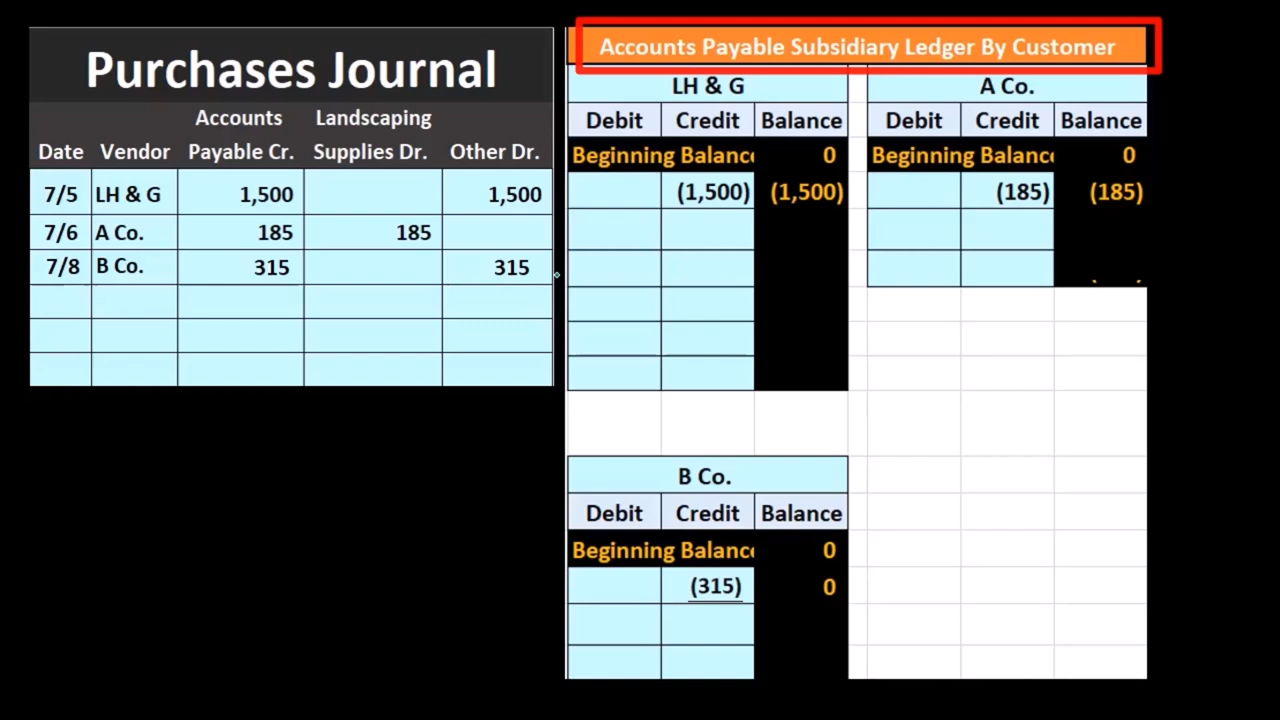 Purchases Journal
Accounts Landscaping
Date Vendor Payable Cr. Supplies Dr. Other Dr.
7/5 LH & G 1,500 1,500
7/6 A Co. 185 185
7/8 B Co. 315 315
Accounts Payable Subsidiary Ledger By Customer
LH & G
Debit Credit Balance
Beginning Balance 0
(1,500) (1,500)
A Co.
Debit Credit Balance
Beginning Balance 0
(185) (185)
B Co.
Debit Credit Balance
Beginning Balance 0
(315) 0